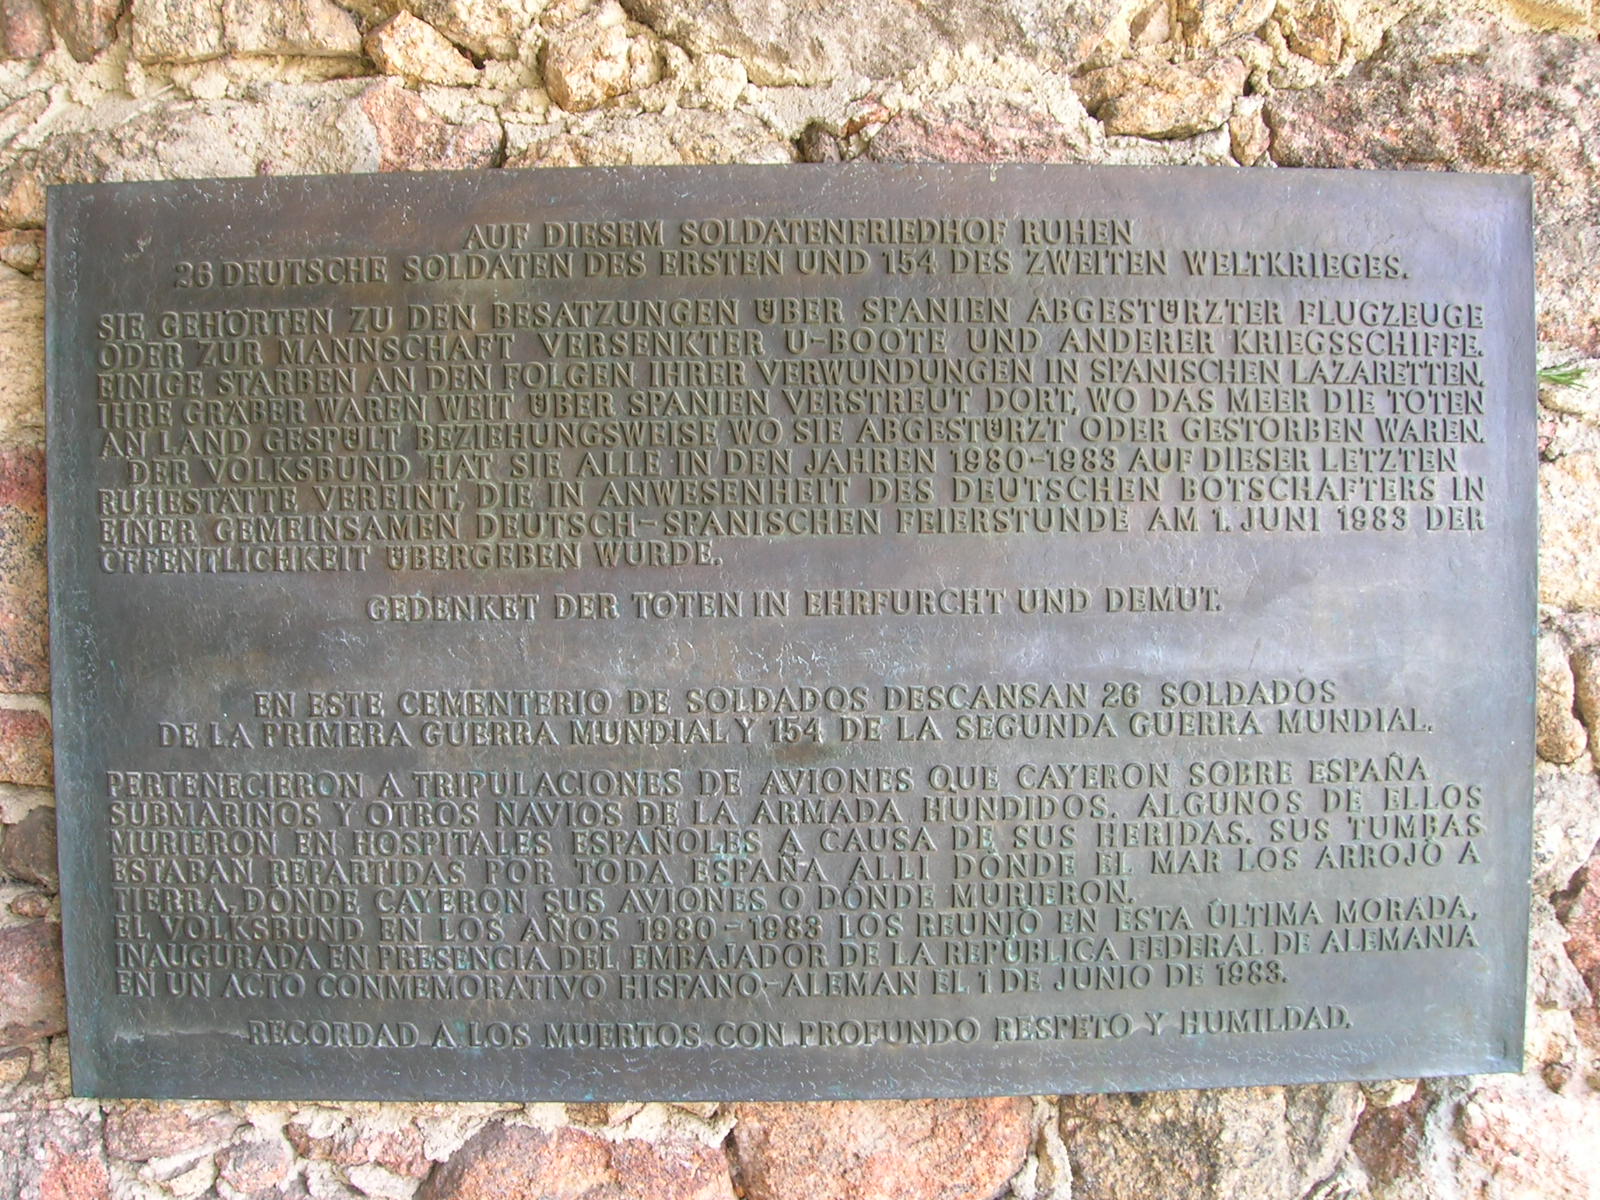 AUF DIESEM SOLDATENFRIEDHOF RUHEN
26 DEUTSCHE SOLDATEN DES ERSTEN UND 154 DES ZWEITEN WELTKRIEGES.
SIE GEHÖRTEN ZU DEN BESATZUNGEN ÜBER SPANIEN ABGESTÜRZTER FLUGZEUGE
ODER ZUR MANNSCHAFT VERSENKTER U-BOOTE UND ANDERER KRIEGSSCHIFFE.
EINIGE STARBEN AN DEN FOLGEN IHRER VERWUNDUNGEN IN SPANISCHEN LAZARETTEN.
IHRE GRÄBER WAREN WEIT ÜBER SPANIEN VERSTREUT DORT, WO DAS MEER DIE TOTEN
AN LAND GESPÜLT BEZIEHUNGSWEISE WO SIE ABGESTÜRZT ODER GESTORBEN WAREN.
DER VOLKSBUND HAT SIE ALLE IN DEN JAHREN 1980-1983 AUF DIESER LETZTEN
RUHESTÄTTE VEREINT, DIE IN ANWESENHEIT DES DEUTSCHEN BOTSCHAFTERS IN
EINER GEMEINSAMEN DEUTSCH-SPANISCHEN FEIERSTUNDE AM 1. JUNI 1983 DER
ÖFFENTLICHKEIT ÜBERGEBEN WURDE.
GEDENKET DER TOTEN IN EHRFURCHT UND DEMUT.
EN ESTE CEMENTERIO DE SOLDADOS DESCANSAN 26 SOLDADOS
DE LA PRIMERA GUERRA MUNDIAL Y 154 DE LA SEGUNDA GUERRA MUNDIAL.
PERTENECIERON A TRIPULACIONES DE AVIONES QUE CAYERON SOBRE ESPAÑA
SUBMARINOS Y OTROS NAVIOS DE LA ARMADA HUNDIDOS. ALGUNOS DE ELLOS
MURIERON EN HOSPITALES ESPAÑOLES A CAUSA DE SUS HERIDAS. SUS TUMBAS
ESTABAN REPARTIDAS POR TODA ESPAÑA ALLI DÓNDE EL MAR LOS ARROJÓ A
TIERRA, DÓNDE CAYERON SUS AVIONES O DÓNDE MURIERON.
EL VOLKSBUND EN LOS AÑOS 1980-1983 LOS REUNIÓ EN ESTA ÚLTIMA MORADA,
INAUGURADA EN PRESENCIA DEL EMBAJADOR DE LA REPÚBLICA FEDERAL DE ALEMANIA
EN UN ACTO CONMEMORATIVO HISPANO-ALEMAN EL 1 DE JUNIO DE 1983.
RECORDAD A LOS MUERTOS CON PROFUNDO RESPETO Y HUMILDAD.